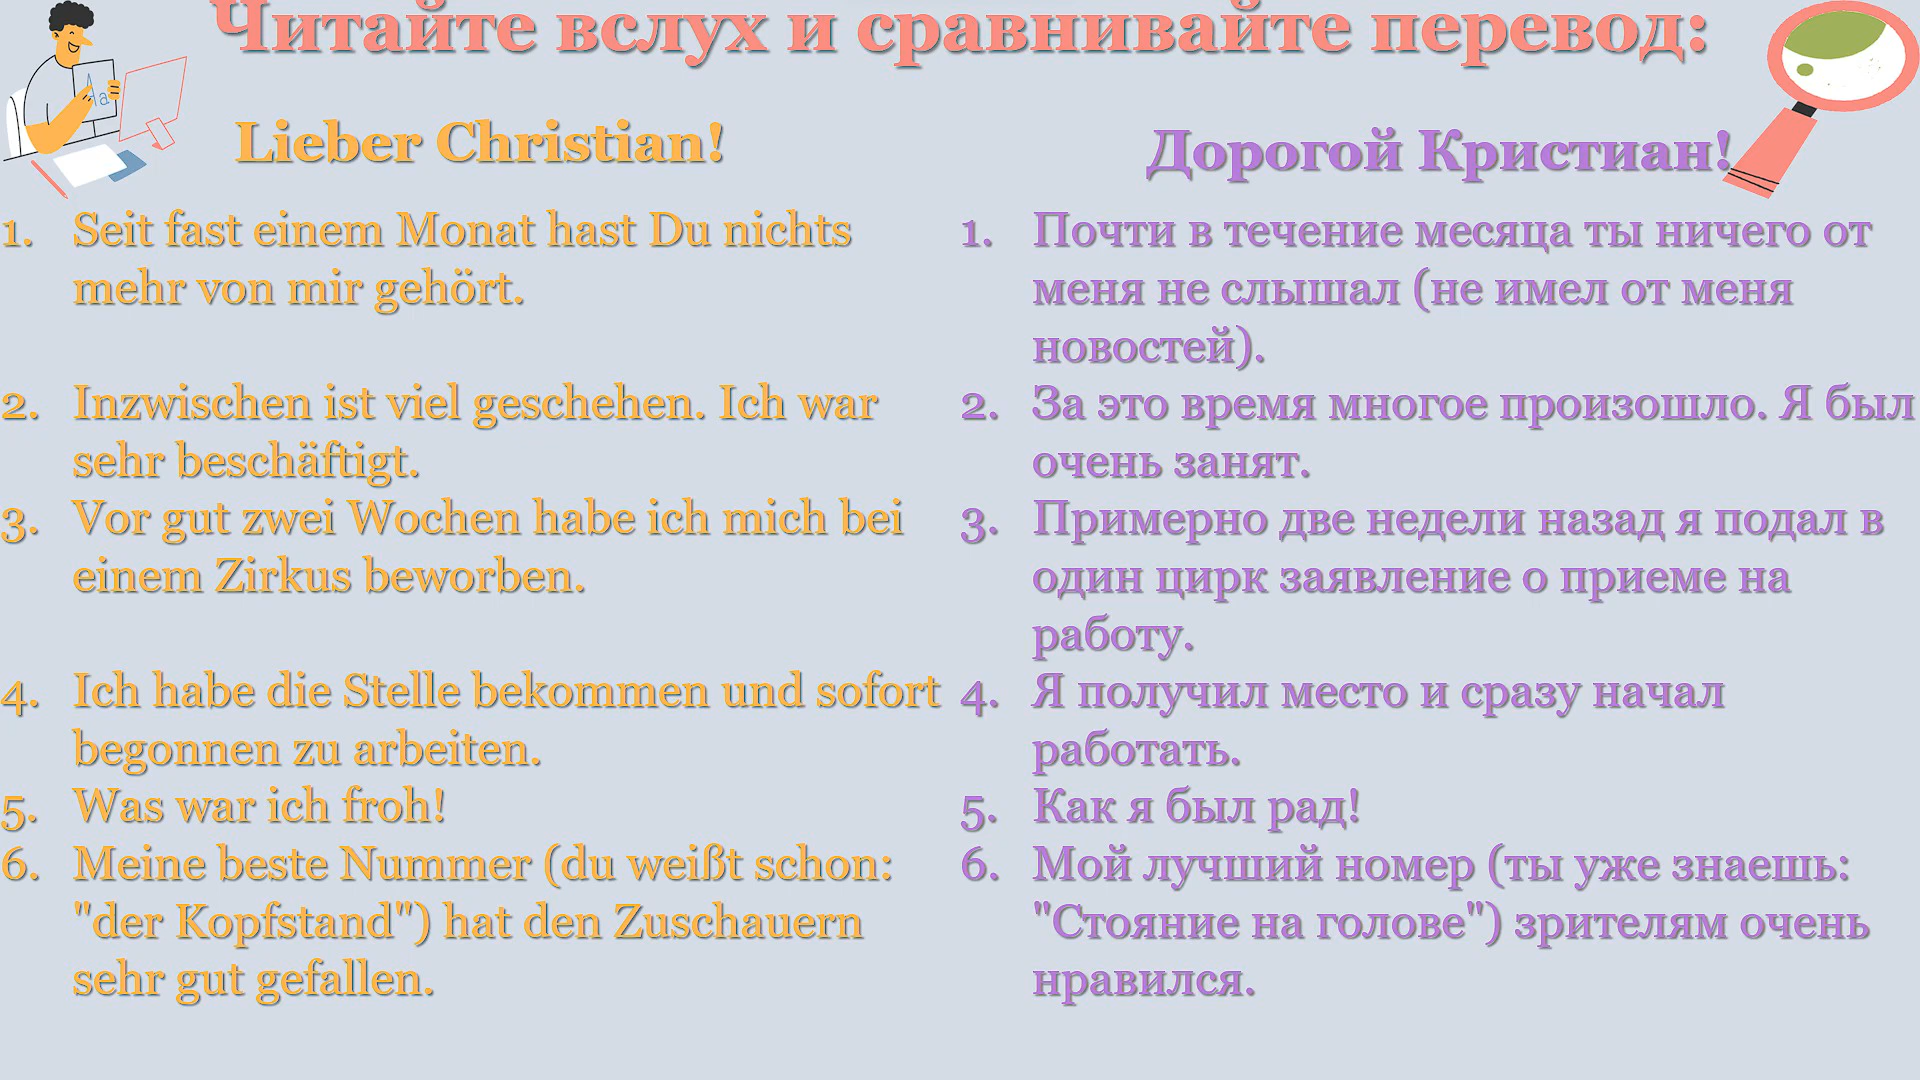 Читайте вслух и сравнивайте перевод:
Lieber Christian!
1. Seit fast einem Monat hast Du nichts
mehr von mir gehört.
2. Inzwischen ist viel geschehen. Ich war
sehr beschäftigt.
3. Vor gut zwei Wochen habe ich mich bei
einem Zirkus beworben.
4. Ich habe die Stelle bekommen und sofort
begonnen zu arbeiten.
5. Was war ich froh!
6. Meine beste Nummer (du weißt schon:
"der Kopfstand") hat den Zuschauern
sehr gut gefallen.
Дорогой Кристиан!
1. Почти в течение месяца ты ничего от
меня не слышал (не имел от меня
новостей).
2. За это время многое произошло. Я был
очень занят.
3. Примерно две недели назад я подал в
один цирк заявление о приеме на
работу.
4. Я получил место и сразу начал
работать.
5. Как я был рад!
6. Мой лучший номер (ты уже знаешь:
"Стояние на голове") зрителям очень
нравился.